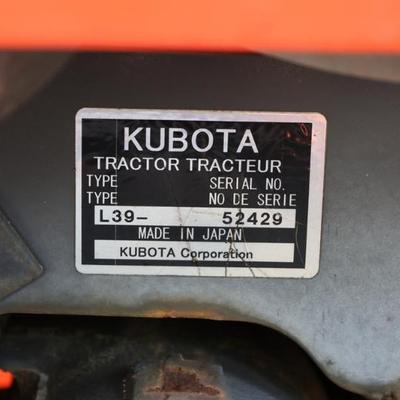 KUBOTA
TRACTOR TRACTEUR
TYPE SERIAL NO.
TYPE NO DE SERIE
L39- 52429
MADE IN JAPAN
KUBOTA Corporation